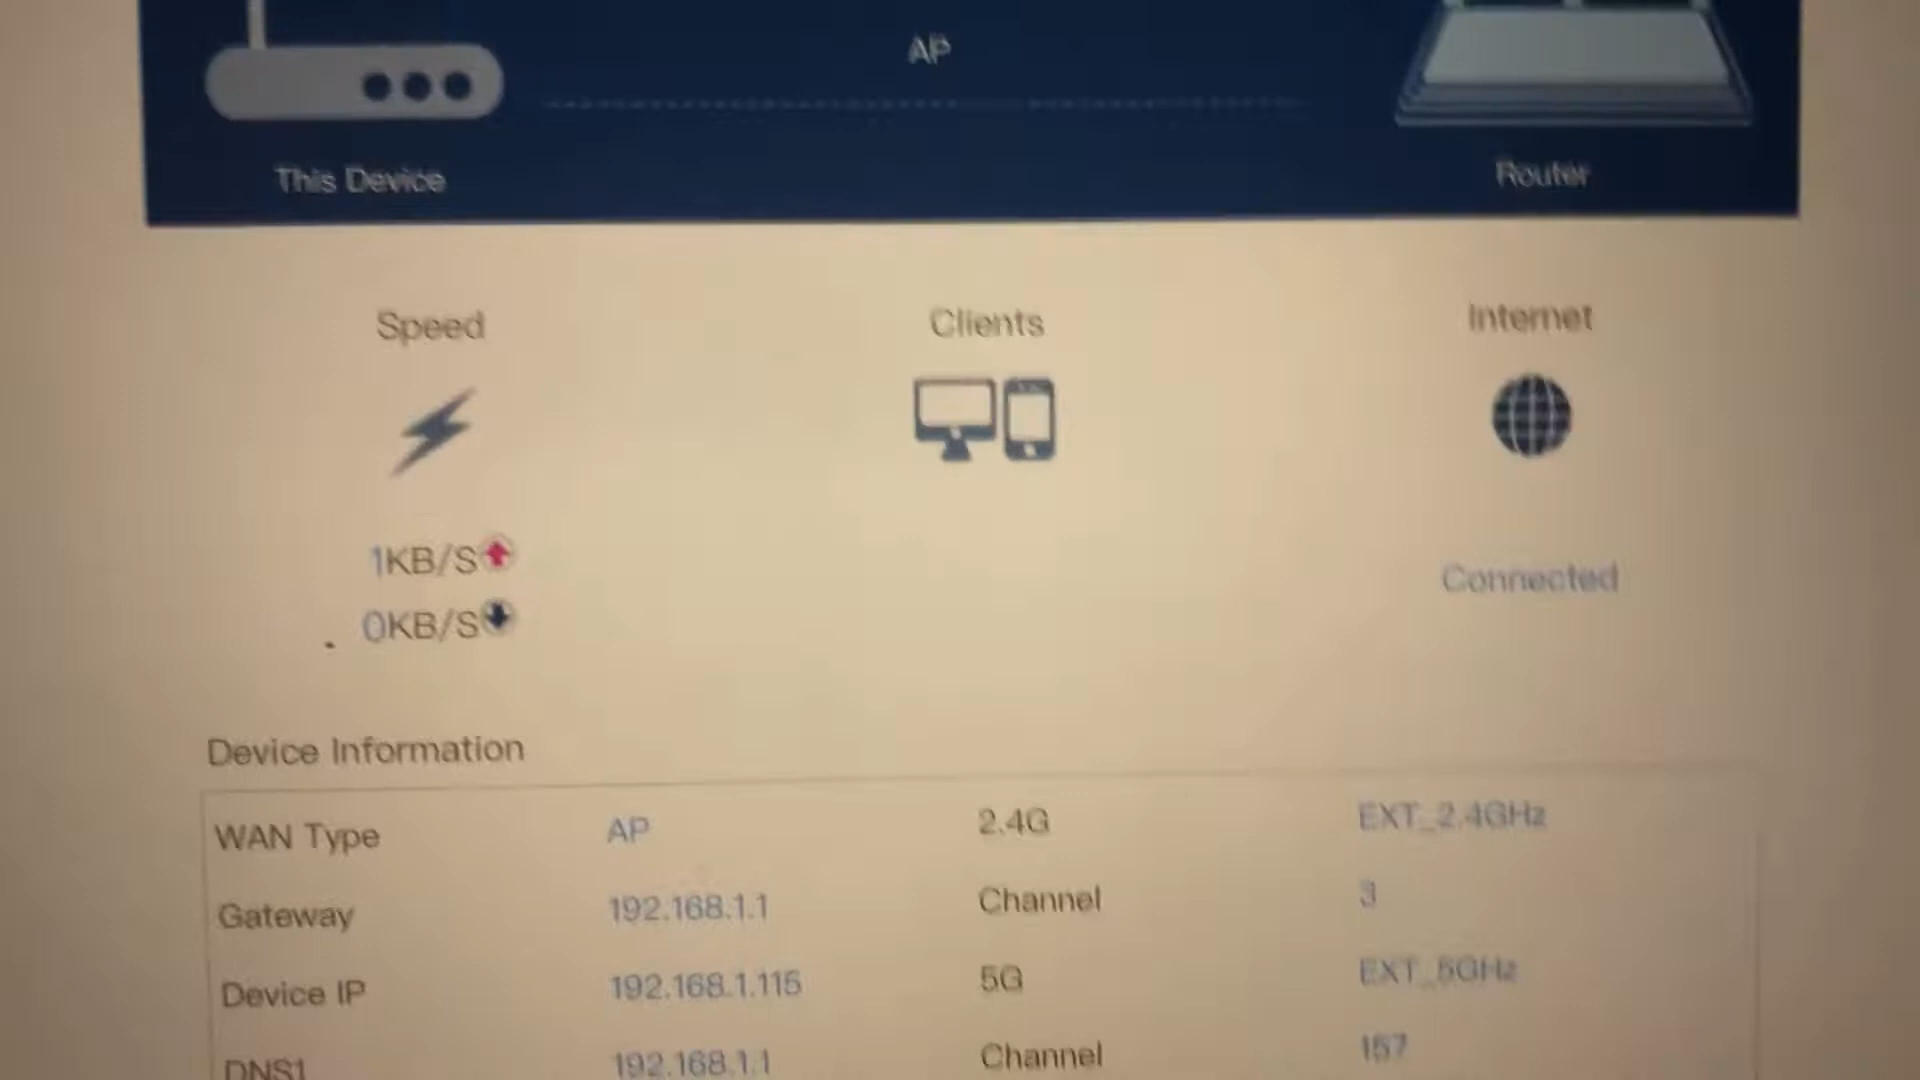 AP
This Device Router
Speed Clients Internet
1KB/S
0KB/S
Connected
Device Information
WAN Type AP 2.4G EXT_2.4GHz
Gateway 192.168.1.1 Channel 3
Device IP 192.168.1.115 5G EXT_5GHz
DNS1 192.168.1.1 Channel 157